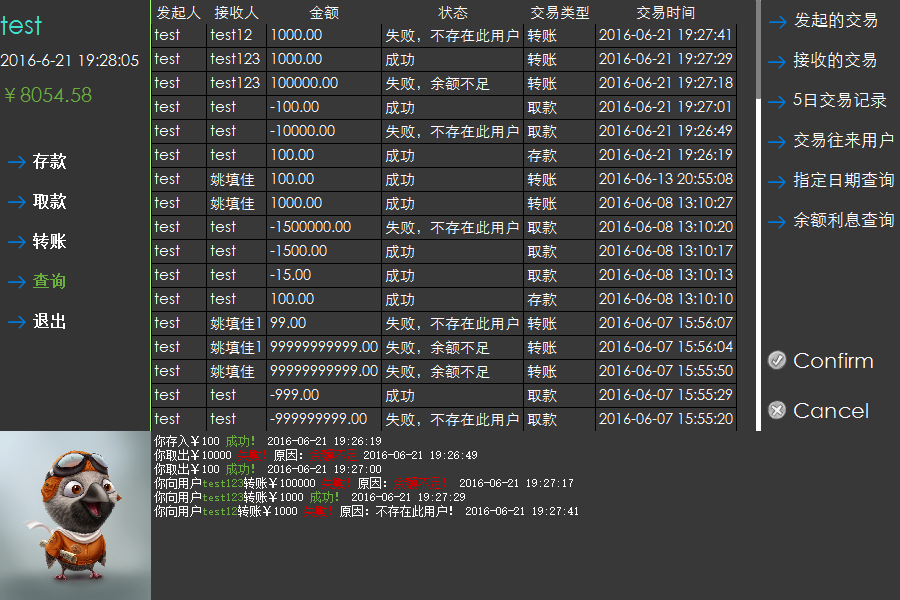 test
2016-6-21 19:28:05
￥8054.58
存款
取款
转账
查询
退出
发起人 接收人 金额 状态 交易类型 交易时间
test test12 1000.00 失败，不存在此用户 转账 2016-06-21 19:27:41
test test123 1000.00 成功 转账 2016-06-21 19:27:29
test test123 100000.00 失败，余额不足 转账 2016-06-21 19:27:18
test test -100.00 成功 取款 2016-06-21 19:27:01
test test -10000.00 失败，不存在此用户 取款 2016-06-21 19:26:49
test test 100.00 成功 存款 2016-06-21 19:26:19
test 姚填佳 100.00 成功 转账 2016-06-13 20:55:08
test 姚填佳 1000.00 成功 转账 2016-06-08 13:10:27
test test -1500000.00 失败，不存在此用户 取款 2016-06-08 13:10:20
test test -1500.00 成功 取款 2016-06-08 13:10:17
test test -15.00 成功 取款 2016-06-08 13:10:13
test test 100.00 成功 存款 2016-06-08 13:10:10
test 姚填佳1 99.00 失败，不存在此用户 转账 2016-06-07 15:56:07
test 姚填佳1 99999999999.00 失败，余额不足 转账 2016-06-07 15:56:04
test 姚填佳 99999999999.00 失败，余额不足 转账 2016-06-07 15:55:50
test test -999.00 成功 取款 2016-06-07 15:55:29
test test -999999999.00 失败，不存在此用户 取款 2016-06-07 15:55:20
发起的交易
接收的交易
5日交易记录
交易往来用户
指定日期查询
余额利息查询
Confirm
Cancel
你存入￥100 成功! 2016-06-21 19:26:19
你取出￥10000 失败! 原因: 余额不足 2016-06-21 19:26:49
你取出￥100 成功! 2016-06-21 19:27:00
你向用户test123转账￥100000 失败! 原因: 余额不足! 2016-06-21 19:27:17
你向用户test123转账￥1000 成功! 2016-06-21 19:27:29
你向用户test12转账￥1000 失败! 原因: 不存在此用户! 2016-06-21 19:27:41